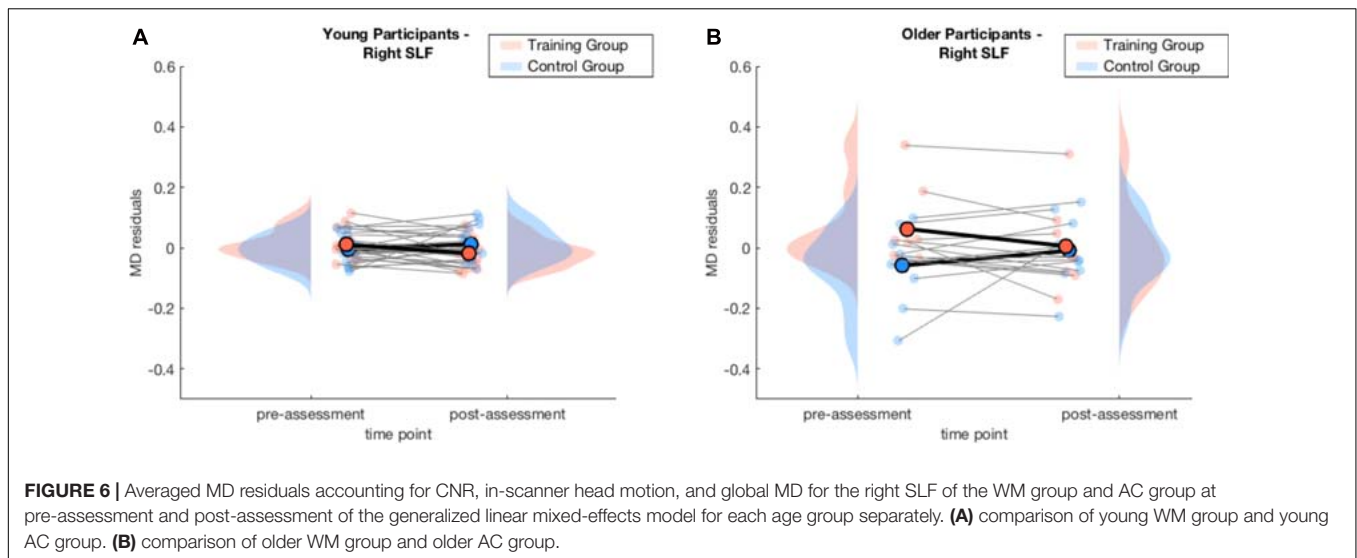 A
Young Participants -
Right SLF
Training Group
Control Group
0.6
0.4
0.2
0
-0.2
-0.4
MD residuals
pre-assessment
post-assessment
time point
B
Older Participants -
Right SLF
Training Group
Control Group
0.6
0.4
0.2
0
-0.2
-0.4
MD residuals
pre-assessment
post-assessment
time point
FIGURE 6 | Averaged MD residuals accounting for CNR, in-scanner head motion, and global MD for the right SLF of the WM group and AC group at
pre-assessment and post-assessment of the generalized linear mixed-effects model for each age group separately. (A) comparison of young WM group and young
AC group. (B) comparison of older WM group and older AC group.